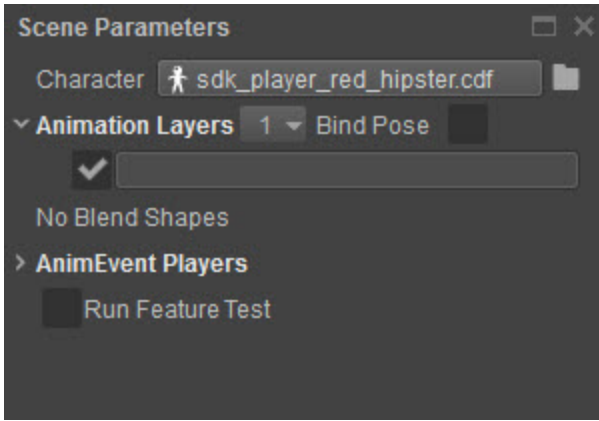 Scene Parameters
Character sdk_player_red_hipster.cdf
Animation Layers 1 Bind Pose
No Blend Shapes
AnimEvent Players
Run Feature Test